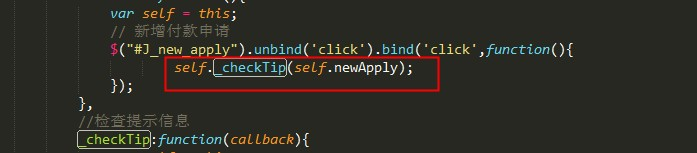 var self = this;
// 新增付款申请
$("#J_new_apply").unbind('click').bind('click',function(){
self._checkTip(self.newApply);
});
},
//检查提示信息
_checkTip:function(callback){